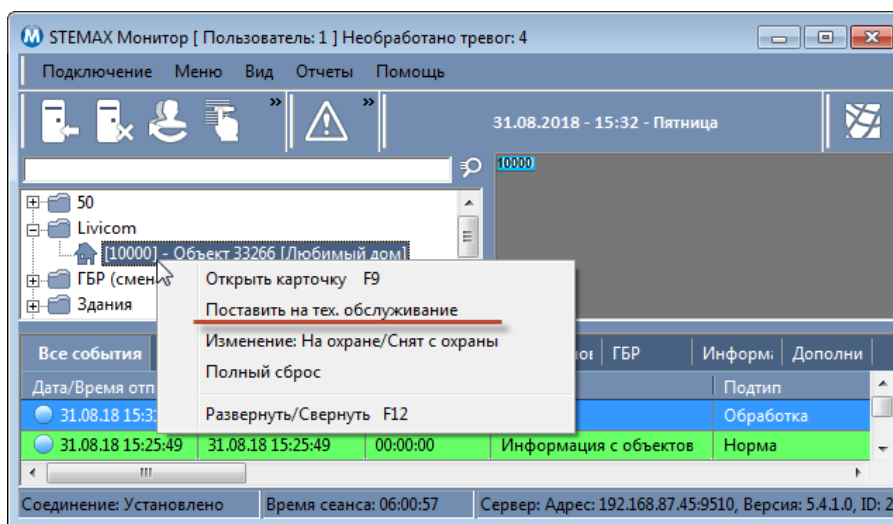 STEMAX Монитор [ Пользователь: 1 ] Необработано тревог: 4
Подключение Меню Вид Отчеты Помощь
31.08.2018 - 15:32 - Пятница
10000
50
Livicom
[10000] - Объект 33266 [Любимый дом]
ГБР (смен
Здания
Открыть карточку F9
Поставить на тех. обслуживание
Изменение: На охране/Снят с охраны
Полный сброс
Развернуть/Свернуть F12
Все события ГБР Информ Дополни
Дата/Время отп Подтип
31.08.18 15:3 Обработка
31.08.18 15:25:49 31.08.18 15:25:49 00:00:00 Информация с объектов Норма
Соединение: Установлено Время сеанса: 06:00:57 Сервер: Адрес: 192.168.87.45:9510, Версия: 5.4.1.0, ID: 2